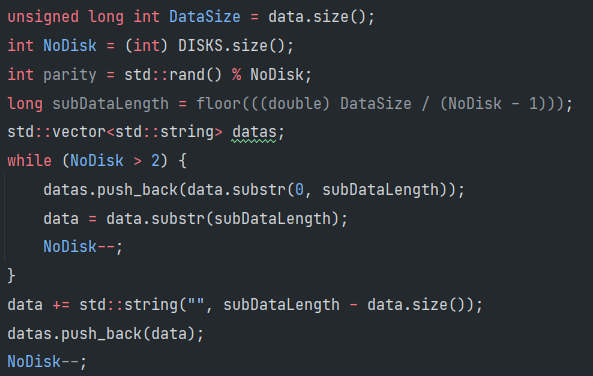 unsigned long int DataSize = data.size();
int NoDisk = (int) DISKS.size();
int parity = std::rand() % NoDisk;
long subDataLength = floor(((double) DataSize / (NoDisk - 1)));
std::vector<std::string> datas;
while (NoDisk > 2) {
    datas.push_back(data.substr(0, subDataLength));
    data = data.substr(subDataLength);
    NoDisk--;
}
data += std::string("", subDataLength - data.size());
datas.push_back(data);
NoDisk--;